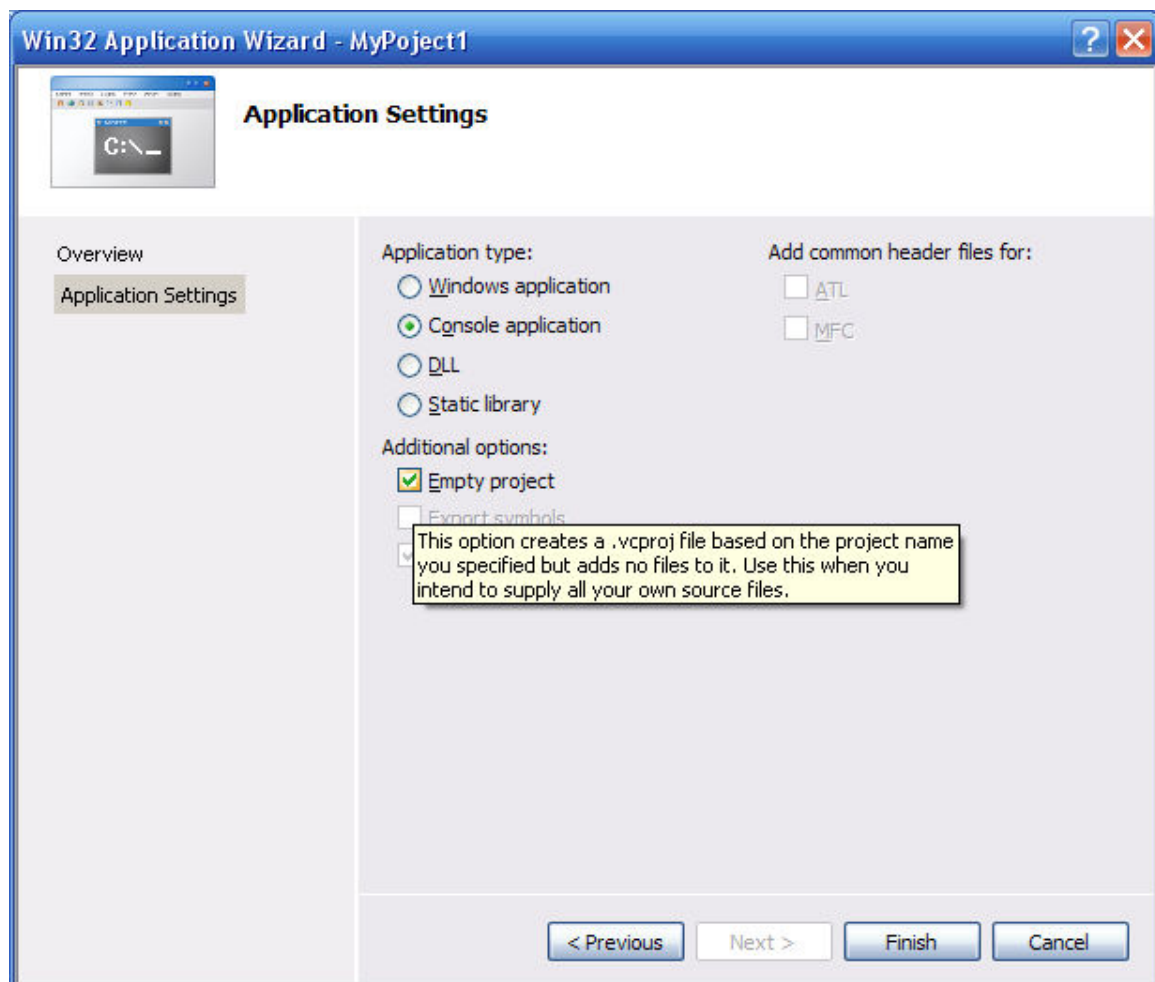 Win32 Application Wizard - MyPoject1
C:\_
Application Settings
Overview
Application Settings
Application type:
Windows application
Console application
DLL
Static library
Additional options:
Empty project
Export symbols
This option creates a .vcproj file based on the project name
you specified but adds no files to it. Use this when you
intend to supply all your own source files.
Add common header files for:
ATL
MFC
< Previous
Next >
Finish
Cancel